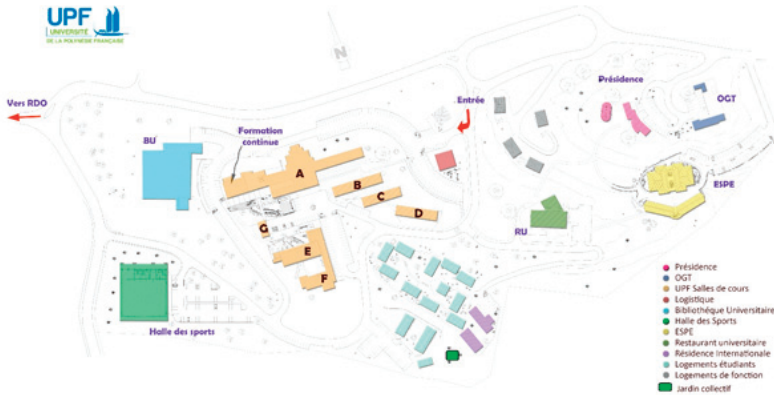 UPF
UNIVERSITÉ
DE LA POLYNÉSIE FRANÇAISE
N
Vers RDO
BU
Formation
continue
Entrée
Présidence
OGT
A
B
C
D
ESPE
G
E
F
RU
Halle des sports
Présidence
OGT
UPF Salles de cours
Logistique
Bibliothéque Universitaire
Halle des Sports
ESPE
Restaurant universitaire
Résidence Internationale
Logements étudiants
Logements de fonction
Jardin collectif